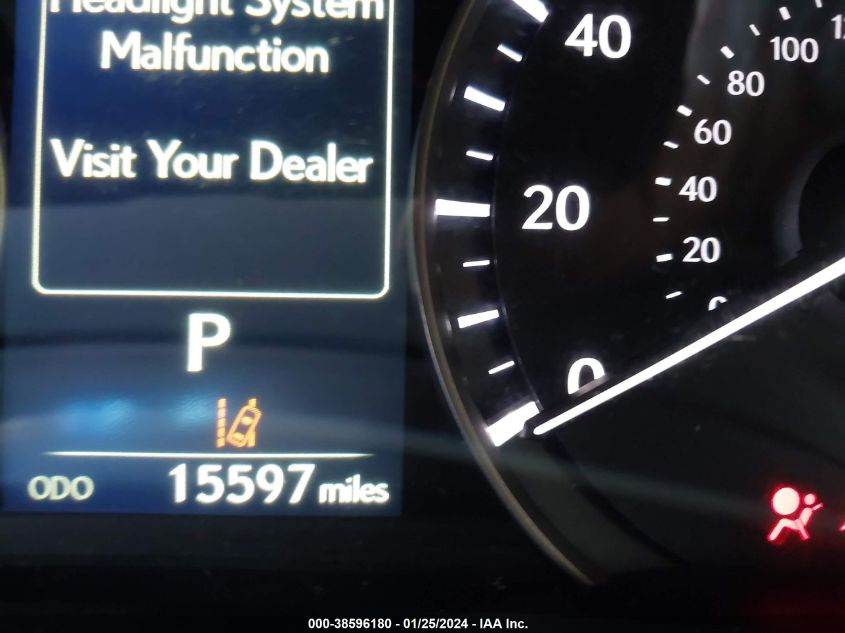 Headlight System
Malfunction
Visit Your Dealer
P
ODO 15597 miles
40
20
0
100
80
60
40
20
0
000-38596180 - 01/25/2024 - IAA Inc.